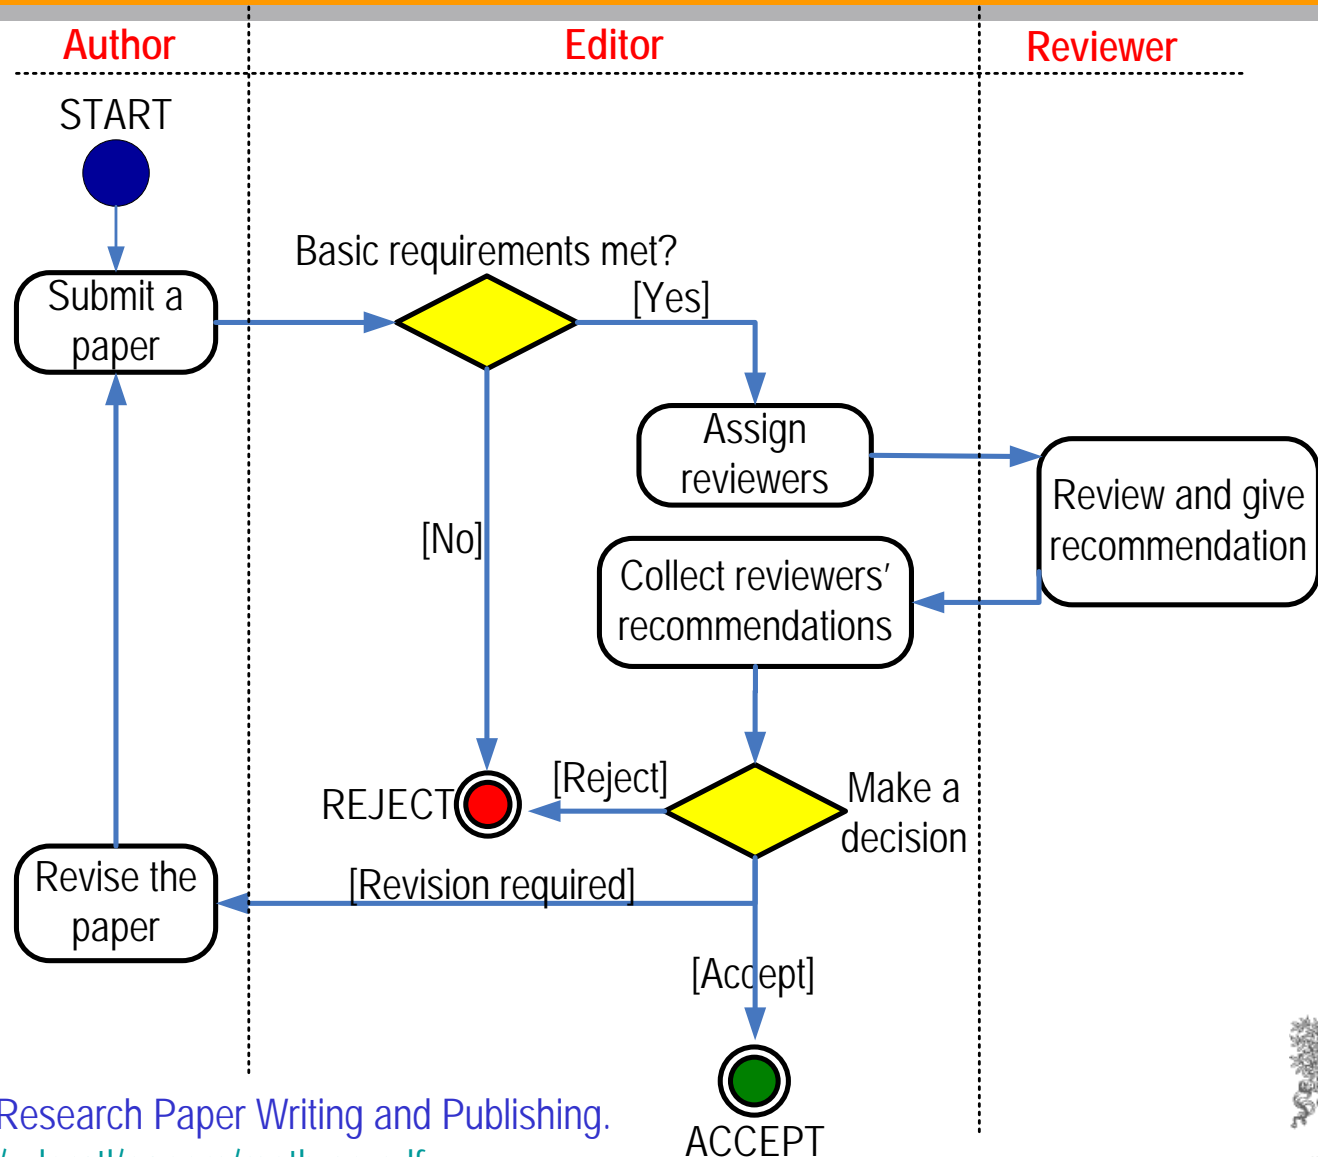 Author
Editor
Reviewer
START
Basic requirements met?
[Yes]
Submit a
paper
Assign
reviewers
Review and give
recommendation
[No]
Collect reviewers'
recommendations
[Reject]
REJECT
Make a
decision
Revise the
paper
[Revision required]
[Accept]
Research Paper Writing and Publishing.
ACCEPT